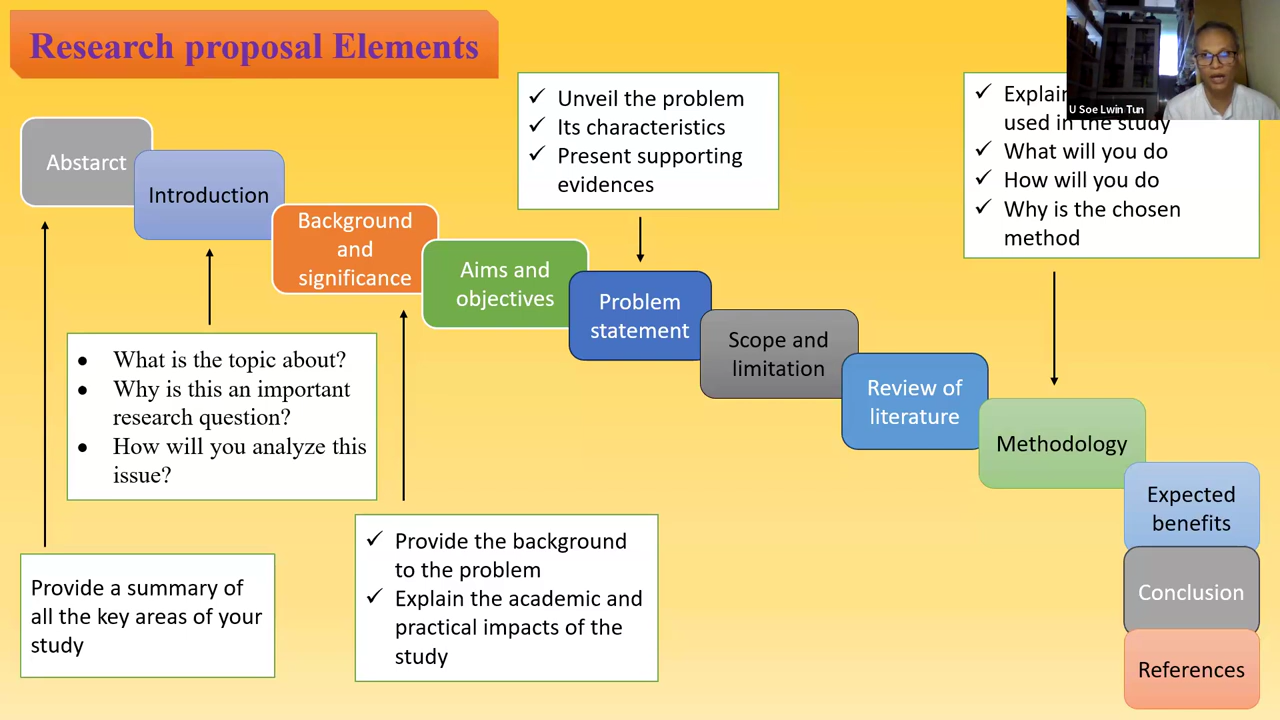 Research proposal Elements
U Soe Lwin Tun
Abstarct
Introduction
Background
and
significance
Aims and
objectives
Problem
statement
Scope and
limitation
Review of
literature
Methodology
Expected
benefits
Conclusion
References
✓ Unveil the problem
✓ Its characteristics
✓ Present supporting
evidences
✓
used in the study
✓ What will you do
✓ How will you do
✓ Why is the chosen
method
• What is the topic about?
• Why is this an important
research question?
• How will you analyze this
issue?
✓ Provide the background
to the problem
✓ Explain the academic and
practical impacts of the
study
Provide a summary of
all the key areas of your
study